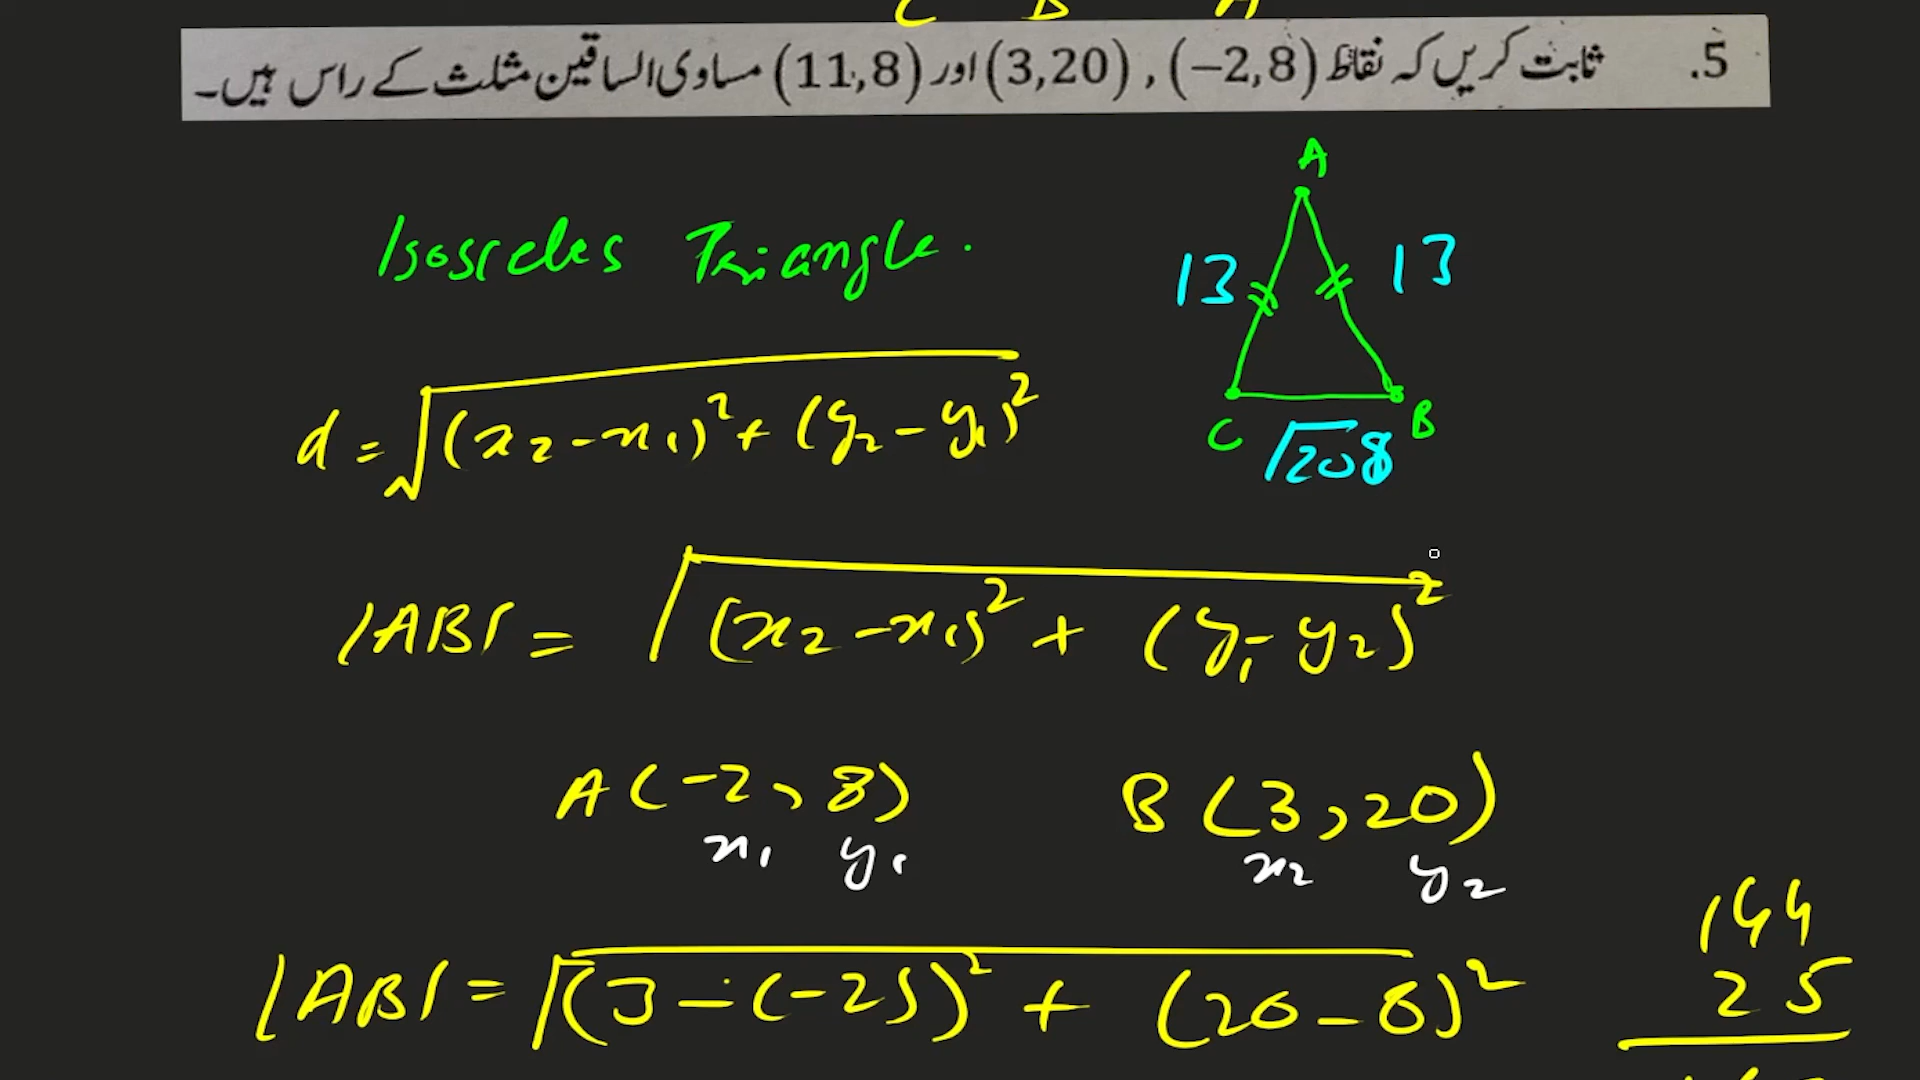 C B A
5. ثابت کریں کہ نقاط (−2,8) ، (3,20) اور (11,8) مساوی الساقین مثلث کے راس ہیں۔
A
Isosceles Triangle.
13 13
d = √(x2-x1)² + (y2-y1)²
C √208 B
|AB| = √(x2-x1)² + (y1-y2)²
A(-2, 8) B(3,20)
x1 y1 x2 y2
144
25
|AB| = √(3-(-2))² + (20-8)²